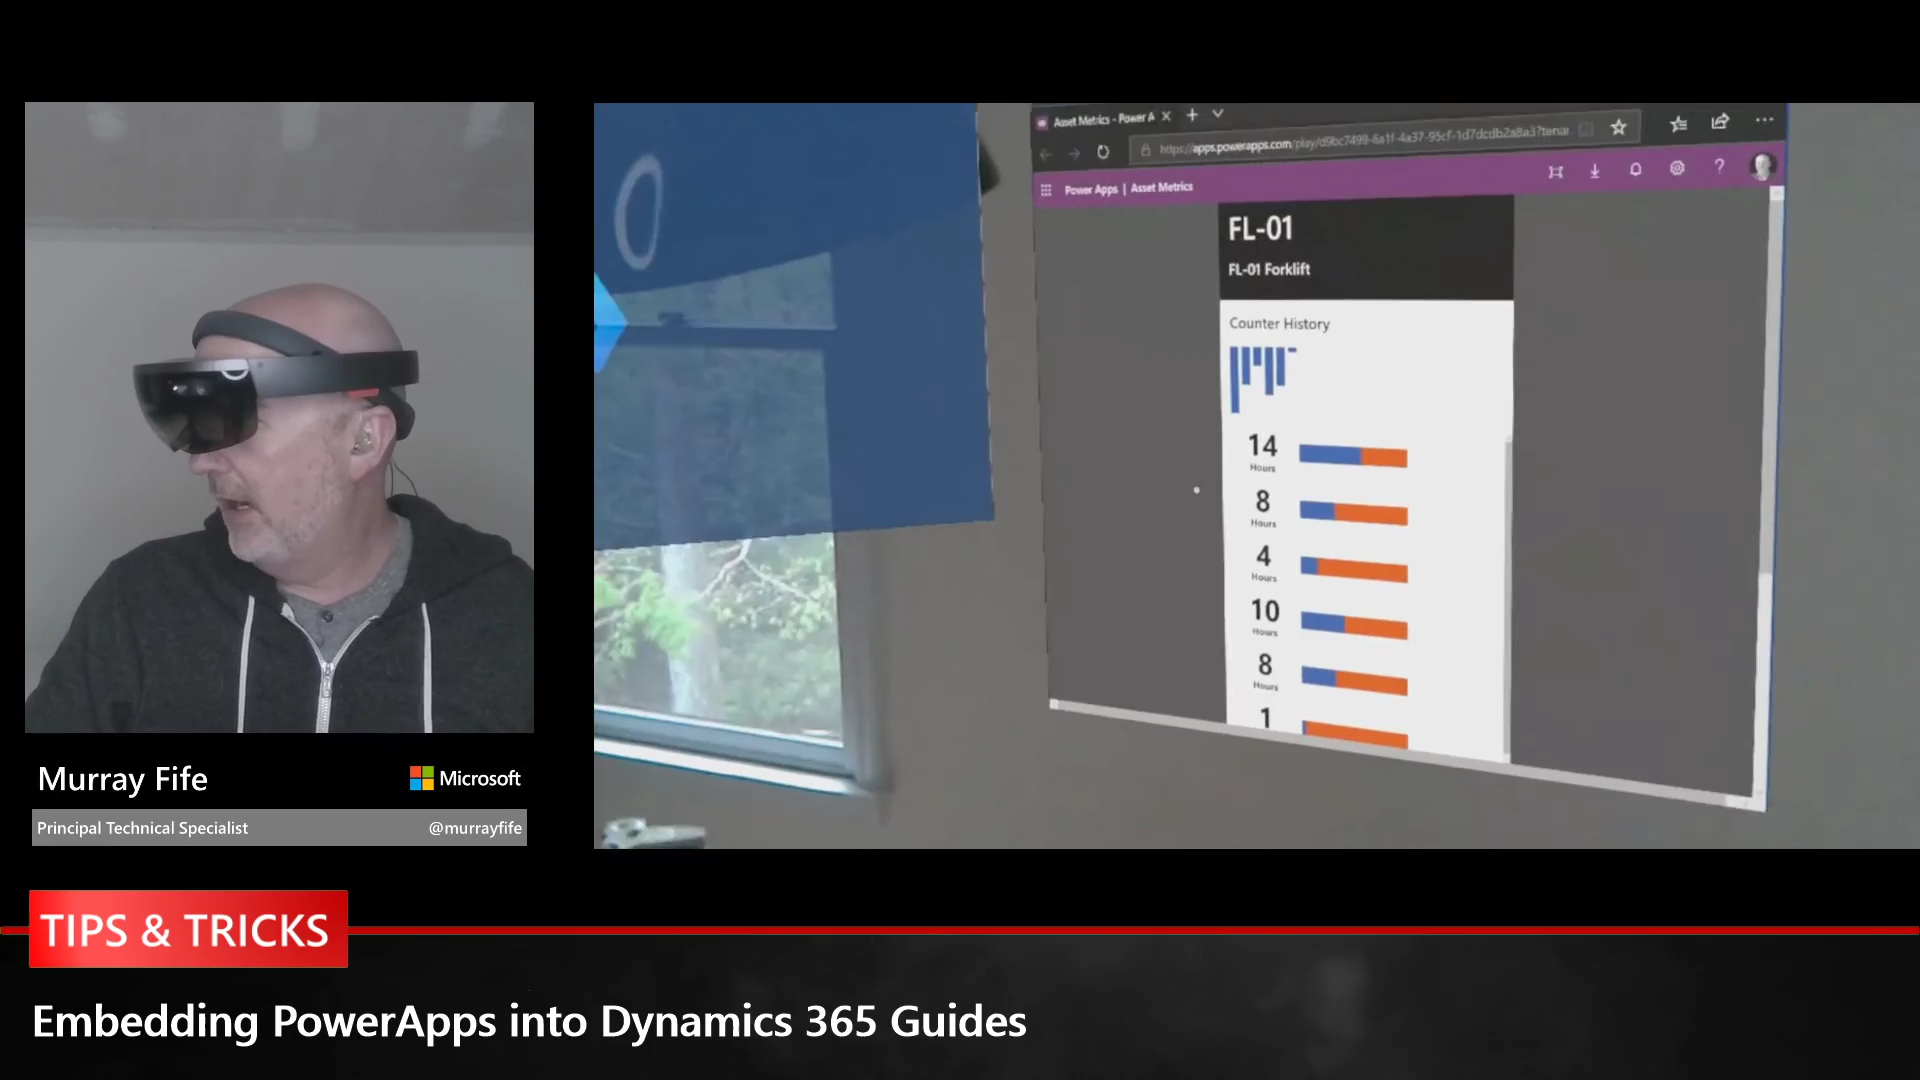 Asset Metrics - Power A
https://apps.powerapps.com/play/d9bc7499-6a1f-4a37-95cf-1d7dcdb2a8a3?tenan
Power Apps | Asset Metrics
?
FL-01
FL-01 Forklift
Counter History
14
Hours
8
Hours
4
Hours
10
Hours
8
Hours
1
Murray Fife
Microsoft
Principal Technical Specialist
@murrayfife
TIPS & TRICKS
Embedding PowerApps into Dynamics 365 Guides